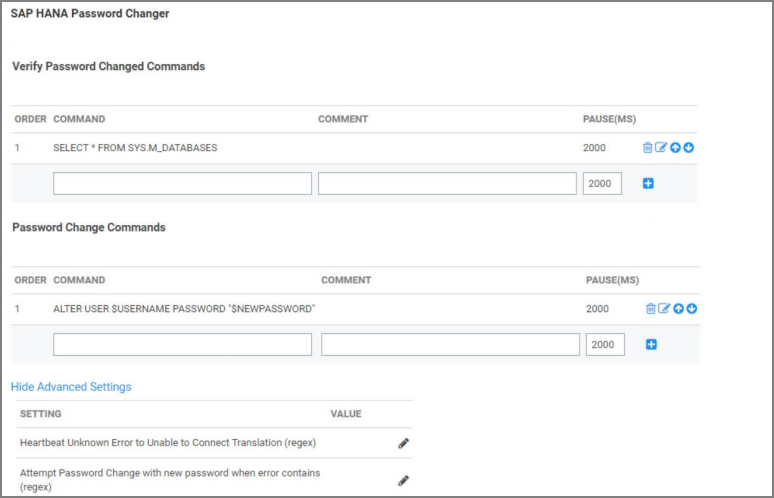 SAP HANA Password Changer
Verify Password Changed Commands
ORDER COMMAND COMMENT PAUSE(MS)
1 SELECT * FROM SYS.M_DATABASES 2000
2000
Password Change Commands
ORDER COMMAND COMMENT PAUSE(MS)
1 ALTER USER $USERNAME PASSWORD "$NEWPASSWORD" 2000
2000
Hide Advanced Settings
SETTING VALUE
Heartbeat Unknown Error to Unable to Connect Translation (regex)
Attempt Password Change with new password when error contains
(regex)